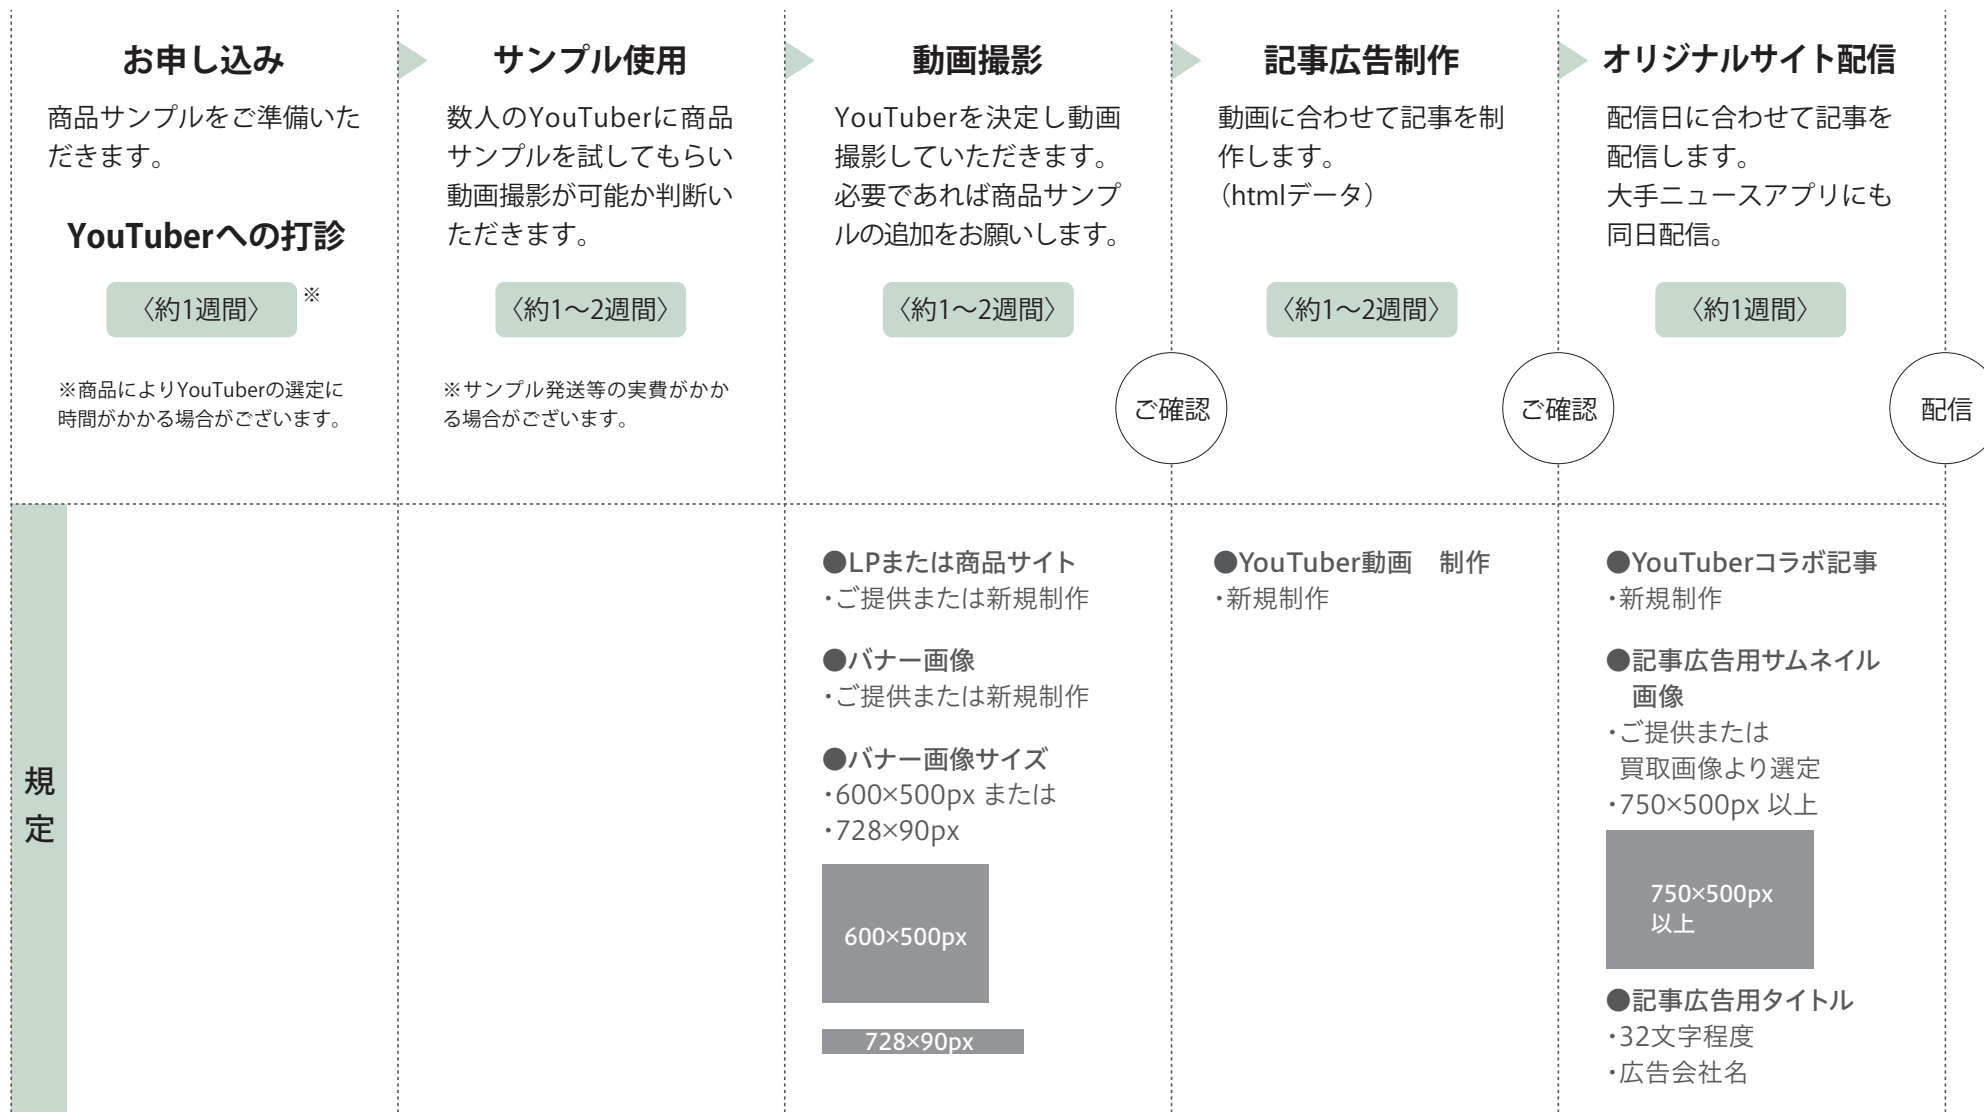 お申し込み
商品サンプルをご準備いた
だきます。
YouTuberへの打診
〈約1週間〉
※
※商品によりYouTuberの選定に
時間がかかる場合がございます。
サンプル使用
数人のYouTuberに商品
サンプルを試してもらい
動画撮影が可能か判断い
ただきます。
〈約1〜2週間〉
※サンプル発送等の実費がかか
る場合がございます。
動画撮影
YouTuberを決定し動画
撮影していただきます。
必要であれば商品サンプ
ルの追加をお願いします。
〈約1〜2週間〉
ご確認
記事広告制作
動画に合わせて記事を制
作します。
（htmlデータ）
〈約1〜2週間〉
ご確認
オリジナルサイト配信
配信日に合わせて記事を
配信します。
大手ニュースアプリにも
同日配信。
〈約1週間〉
配信
規
定
●LPまたは商品サイト
・ご提供または新規制作
●バナー画像
・ご提供または新規制作
●バナー画像サイズ
・600×500px または
・728×90px
600×500px
728×90px
●YouTuber動画　制作
・新規制作
●YouTuberコラボ記事
・新規制作
●記事広告用サムネイル
画像
・ご提供または
買取画像より選定
・750×500px 以上
750×500px
以上
●記事広告用タイトル
・32文字程度
・広告会社名